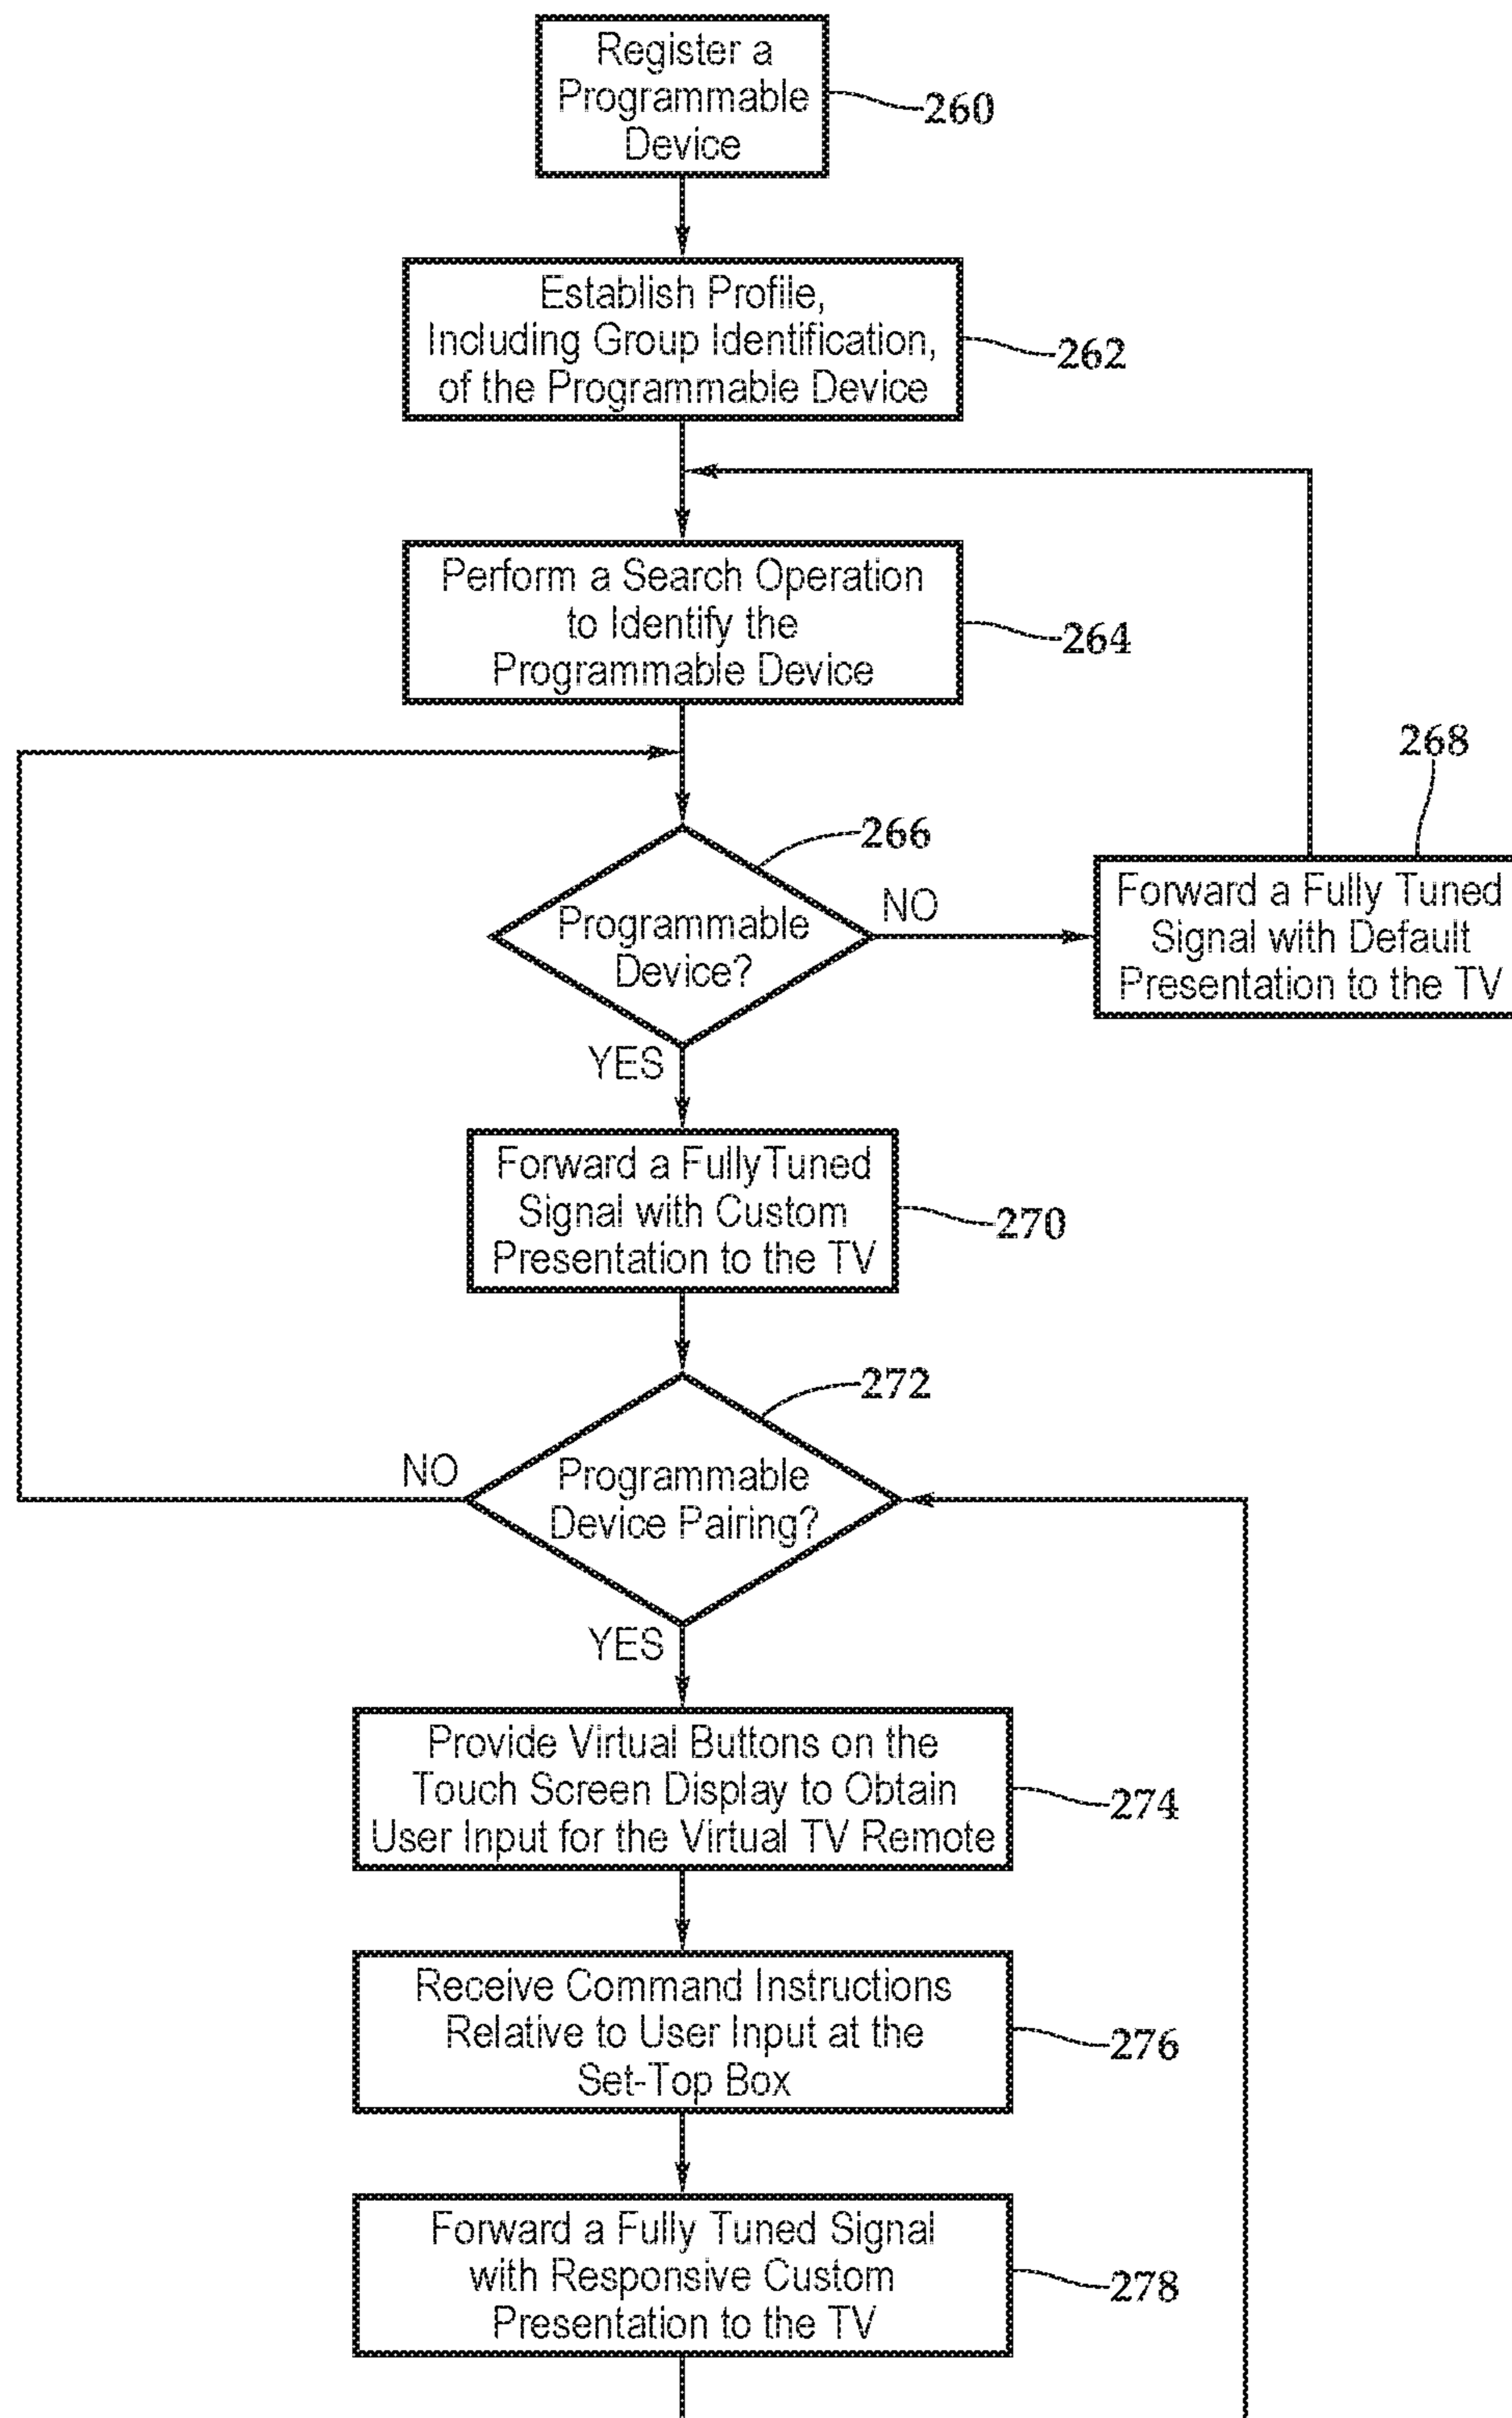 Register a
Programmable
Device
260
Establish Profile,
Including Group Identification,
of the Programmable Device
262
Perform a Search Operation
to Identify the
Programmable Device
264
266
Programmable
Device?
NO
YES
268
Forward a Fully Tuned
Signal with Default
Presentation to the TV
Forward a FullyTuned
Signal with Custom
Presentation to the TV
270
272
Programmable
Device Pairing?
NO
YES
Provide Virtual Buttons on the
Touch Screen Display to Obtain
User Input for the Virtual TV Remote
274
Receive Command Instructions
Relative to User Input at the
Set-Top Box
276
Forward a Fully Tuned Signal
with Responsive Custom
Presentation to the TV
278